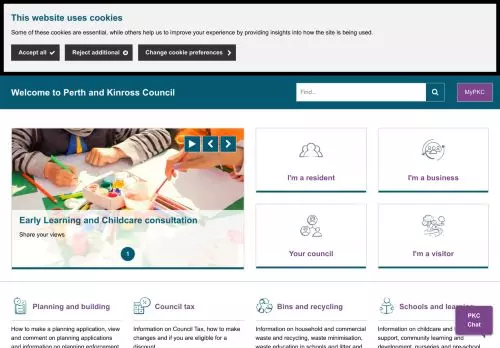 This website uses cookies
Some of these cookies are essential, while others help us to improve your experience by providing insights into how the site is being used.
Accept all
Reject additional
Change cookie preferences
Welcome to Perth and Kinross Council
Find...
MyPKC
Early Learning and Childcare consultation
Share your views
1
I'm a resident
I'm a business
Your council
I'm a visitor
Planning and building
How to make a planning application, view
and comment on planning applications
and information on planning enforcement
Council tax
Information on Council Tax, how to make
changes and if you are eligible for a
discount
Bins and recycling
Information on household and commercial
waste and recycling, waste minimisation,
waste education in schools and litter and
Schools and learning
Information on childcare and
support, community learning and
development, nurseries and preschool
PKC
Chat